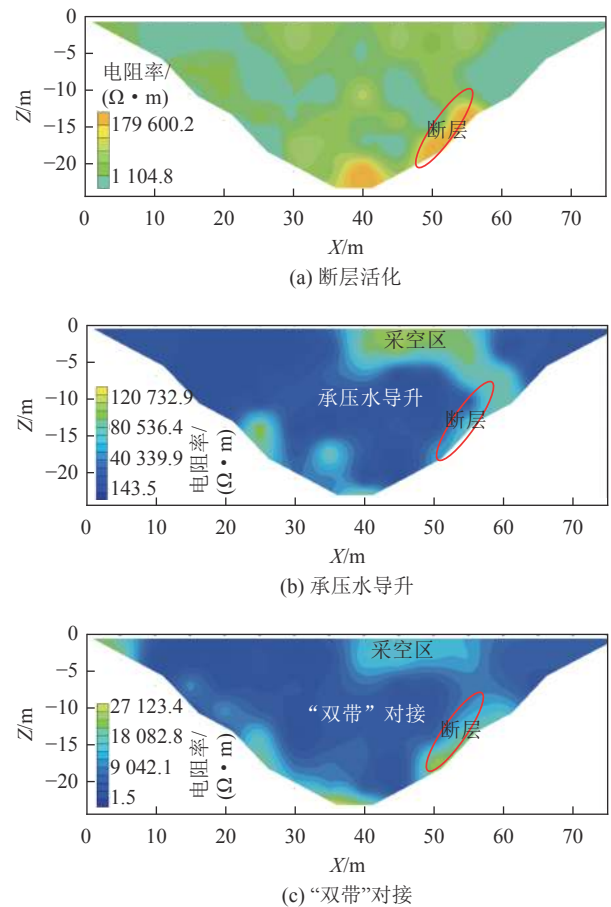 0
−5
−10
−15
−20
Z/m
电阻率/
(Ω·m)
179 600.2
1 104.8
断层
0 10 20 30 40 50 60 70
X/m
(a) 断层活化
0
−5
−10
−15
−20
Z/m
采空区
承压水导升
断层
120 732.9
80 536.4
40 339.9
143.5
电阻率/
(Ω·m)
0 10 20 30 40 50 60 70
X/m
(b) 承压水导升
0
−5
−10
−15
−20
Z/m
采空区
“双带”对接
断层
27 123.4
18 082.8
9 042.1
1.5
电阻率/
(Ω·m)
0 10 20 30 40 50 60 70
X/m
(c) “双带”对接